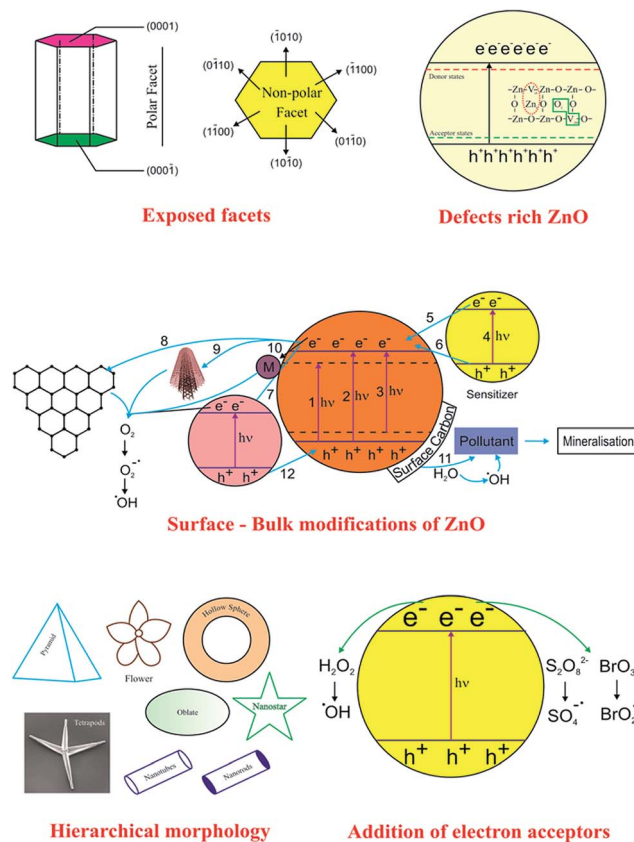 (0001)
Polar Facet
(0001̄)
(1̄010)
(01̄10)
(1̄100)
Non-polar
Facet
(11̄00)
(011̄0)
(101̄0)
Exposed facets
e⁻e⁻e⁻e⁻e⁻e⁻
Donor states
Acceptor states
h⁺h⁺h⁺h⁺h⁺h⁺
Defects rich ZnO
8
9
10
M
7
e⁻ e⁻ e⁻ e⁻
1 hν
2 hν
3 hν
h⁺ h⁺ h⁺ h⁺
5
6
e⁻ e⁻
4 hν
h⁺ h⁺
Sensitizer
O₂
O₂⁻•
•OH
e⁻ e⁻
hν
h⁺ h⁺
12
Surface Carbon
11
H₂O
•OH
Pollutant
Mineralisation
Surface - Bulk modifications of ZnO
Pyramid
Flower
Hollow Sphere
Oblate
Nanostar
Tetrapods
Nanotubes
Nanorods
Hierarchical morphology
e⁻ e⁻ e⁻
hν
h⁺ h⁺ h⁺
H₂O₂
•OH
S₂O₈²⁻
SO₄⁻•
BrO₃
BrO₂
Addition of electron acceptors